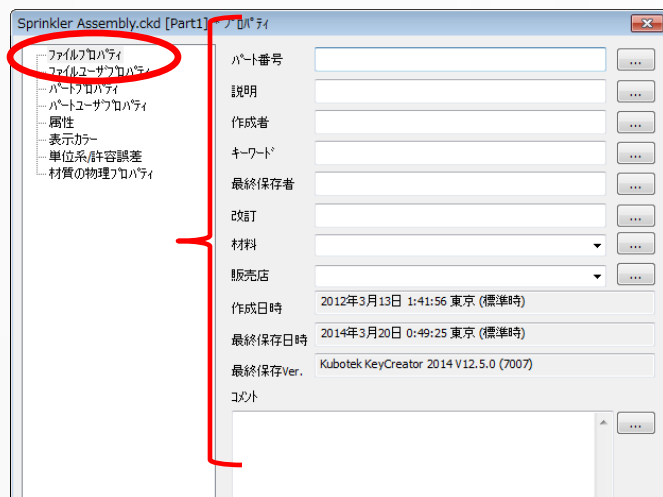 Sprinkler Assembly.ckd [Part1] * プロパティ
ファイルプロパティ
ファイルユーザプロパティ
パートプロパティ
パートユーザプロパティ
属性
表示カラー
単位系/許容誤差
材質の物理プロパティ
パート番号
...
説明
...
作成者
...
キーワード
...
最終保存者
...
改訂
...
材料
...
販売店
...
作成日時
2012年3月13日 1:41:56 東京 (標準時)
最終保存日時
2014年3月20日 0:49:25 東京 (標準時)
最終保存Ver.
Kubotek KeyCreator 2014 V12.5.0 (7007)
コメント
...